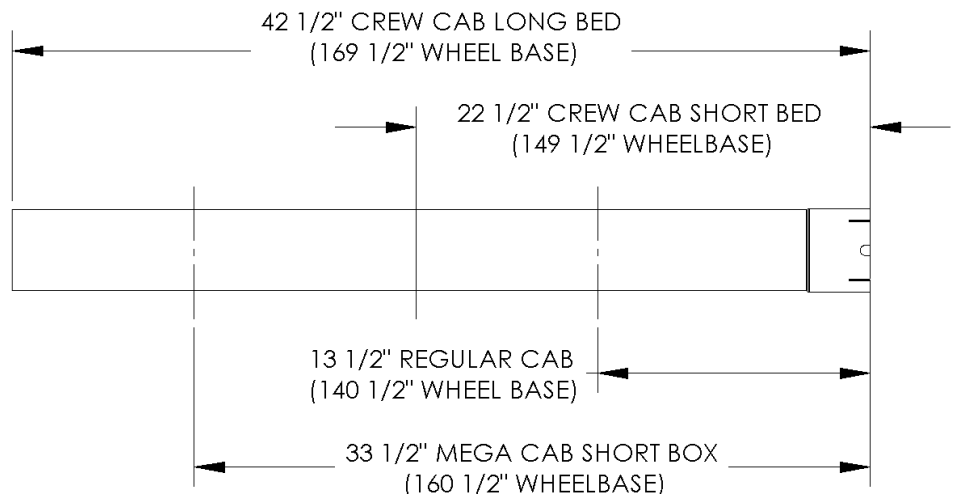 42 1/2" CREW CAB LONG BED
(169 1/2" WHEEL BASE)
22 1/2" CREW CAB SHORT BED
(149 1/2" WHEELBASE)
13 1/2" REGULAR CAB
(140 1/2" WHEEL BASE)
33 1/2" MEGA CAB SHORT BOX
(160 1/2" WHEELBASE)